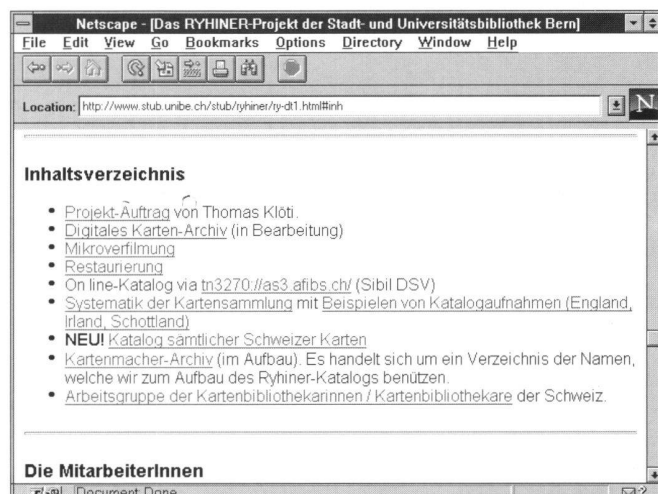 Netscape - [Das RYHINER-Projekt der Stadt- und Universitätsbibliothek Bern]
File Edit View Go Bookmarks Options Directory Window Help
Location: http://www.stub.unibe.ch/stub/ryhiner/ry-dt1.html#inh
N
Inhaltsverzeichnis
• Projekt-Auftrag von Thomas Klöti.
• Digitales Karten-Archiv (in Bearbeitung)
• Mikroverfilmung
• Restaurierung
• On line-Katalog via tn3270://as3.afibs.ch/ (Sibil DSV)
• Systematik der Kartensammlung mit Beispielen von Katalogaufnahmen (England,
Irland, Schottland)
• NEU! Katalog sämtlicher Schweizer Karten
• Kartenmacher-Archiv (im Aufbau). Es handelt sich um ein Verzeichnis der Namen,
welche wir zum Aufbau des Ryhiner-Katalogs benützen.
• Arbeitsgruppe der Kartenbibliothekarinnen / Kartenbibliothekare der Schweiz.
Die MitarbeiterInnen
Document Done